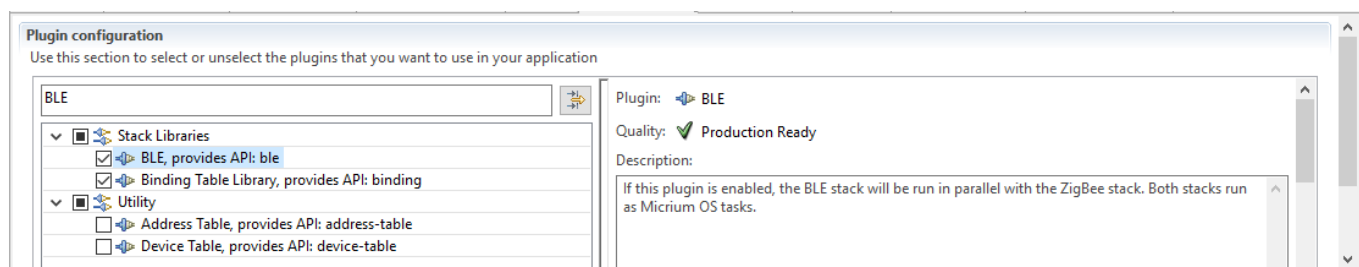 Plugin configuration
Use this section to select or unselect the plugins that you want to use in your application
BLE
Stack Libraries
BLE, provides API: ble
Binding Table Library, provides API: binding
Utility
Address Table, provides API: address-table
Device Table, provides API: device-table
Plugin: BLE
Quality: Production Ready
Description:
If this plugin is enabled, the BLE stack will be run in parallel with the ZigBee stack. Both stacks run
as Micrium OS tasks.